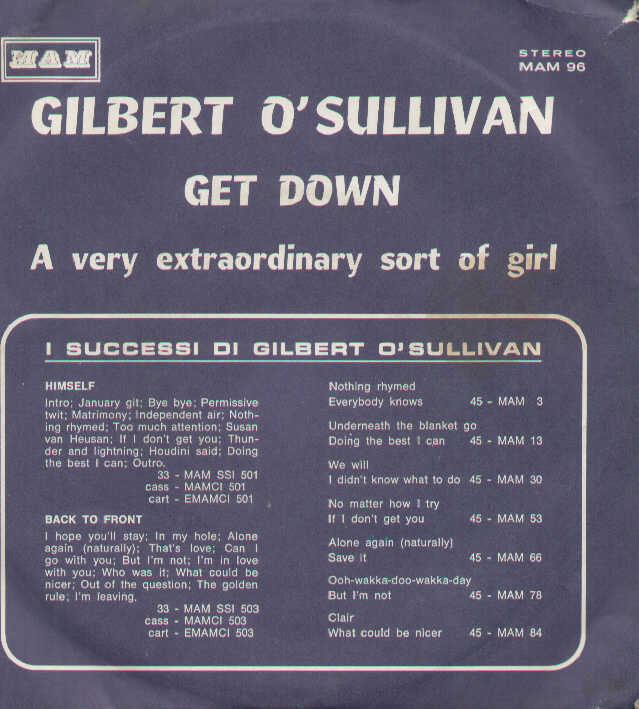 MAM
STEREO
MAM 96
GILBERT O'SULLIVAN
GET DOWN
A very extraordinary sort of girl
I SUCCESSI DI GILBERT O'SULLIVAN
HIMSELF
Intro; January git; Bye bye; Permissive
twit; Matrimony; Independent air; Noth-
ing rhymed; Too much attention; Susan
van Heusan; If I don't get you; Thun-
der and lightning; Houdini said; Doing
the best I can; Outro.
33 - MAM SSI 501
cass - MAMCI 501
cart - EMAMCI 501
BACK TO FRONT
I hope you'll stay; In my hole; Alone
again (naturally); That's love; Can I
go with you; But I'm not; I'm in love
with you; Who was it; What could be
nicer; Out of the question; The golden
rule; I'm leaving.
33 - MAM SSI 503
cass - MAMCI 503
cart - EMAMCI 503
Nothing rhymed
Everybody knows 45 - MAM 3
Underneath the blanket go
Doing the best I can 45 - MAM 13
We will
I didn't know what to do 45 - MAM 30
No matter how I try
If I don't get you 45 - MAM 53
Alone again (naturally)
Save it 45 - MAM 66
Ooh-wakka-doo-wakka-day
But I'm not 45 - MAM 78
Clair
What could be nicer 45 - MAM 84